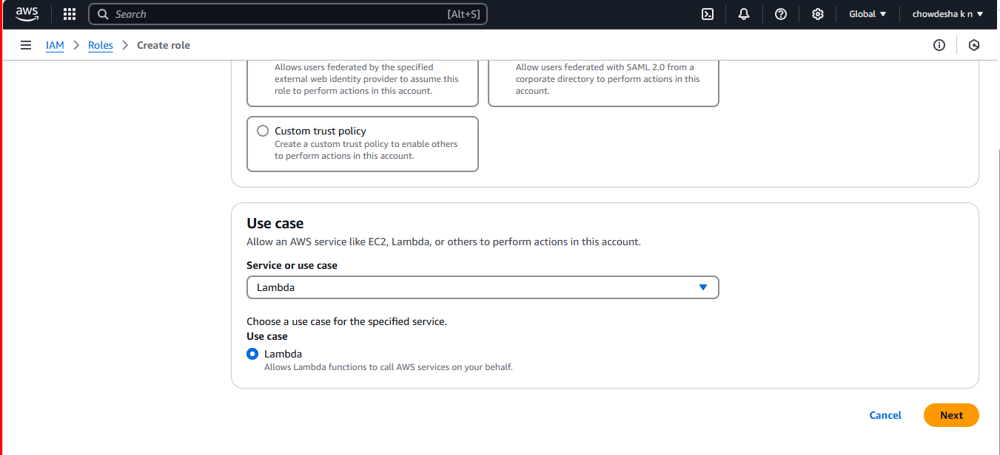 aws
Search
[Alt+S]
Global
chowdesha k n
IAM
Roles
Create role
Allows users federated by the specified
external web identity provider to assume this
role to perform actions in this account.
Allow users federated with SAML 2.0 from a
corporate directory to perform actions in this
account.
Custom trust policy
Create a custom trust policy to enable others
to perform actions in this account.
Use case
Allow an AWS service like EC2, Lambda, or others to perform actions in this account.
Service or use case
Lambda
Choose a use case for the specified service.
Use case
Lambda
Allows Lambda functions to call AWS services on your behalf.
Cancel
Next